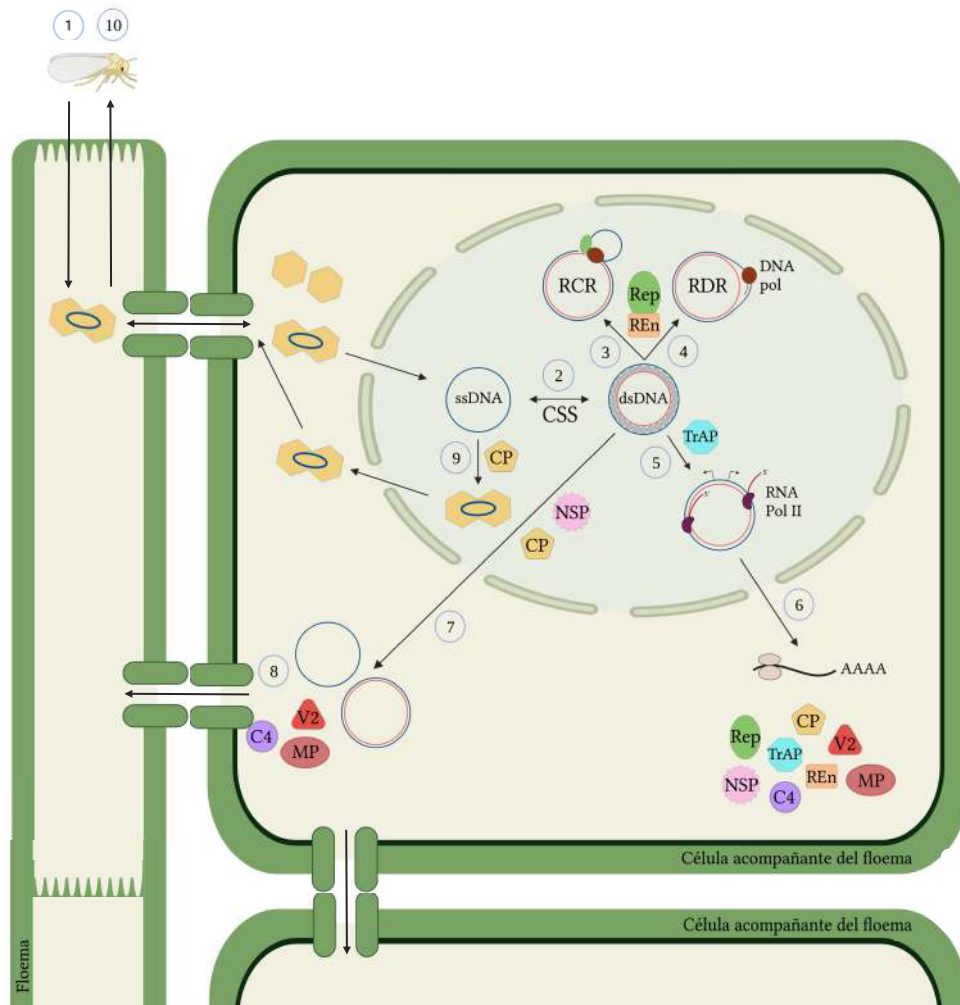 1 10
RCR
Rep
REn
RDR
DNA
pol
3
4
2
ssDNA
CSS
dsDNA
TrAP
5
9
CP
NSP
CP
5'
5'
RNA
Pol II
6
7
8
AAAA
V2
C4
MP
CP
Rep
V2
TrAP
NSP
REn
MP
C4
Célula acompañante del floema
Célula acompañante del floema
Floema